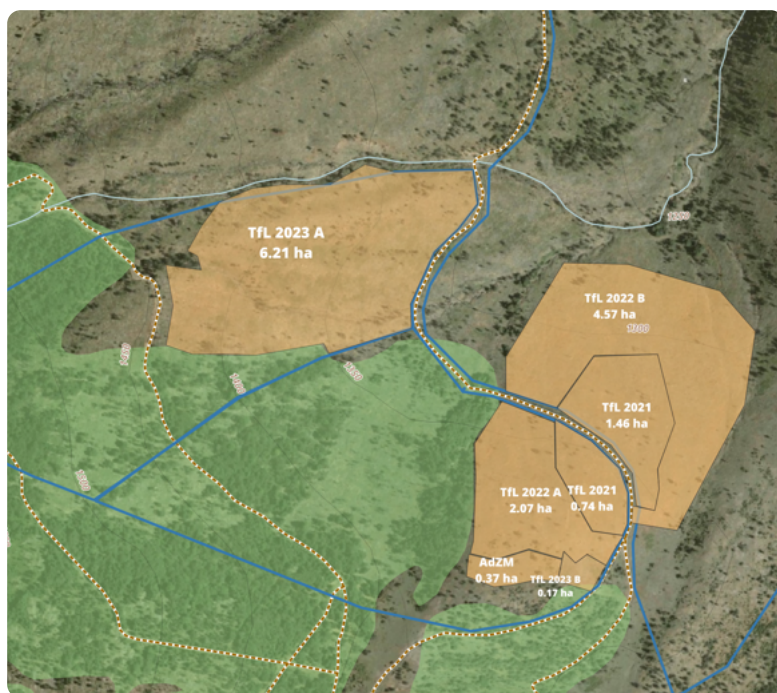 TfL 2023 A
6.21 ha
TfL 2022 B
4.57 ha
1300
TfL 2021
1.46 ha
TfL 2022 A
2.07 ha
TfL 2021
0.74 ha
AdZM
0.37 ha
TfL 2023 B
0.17 ha